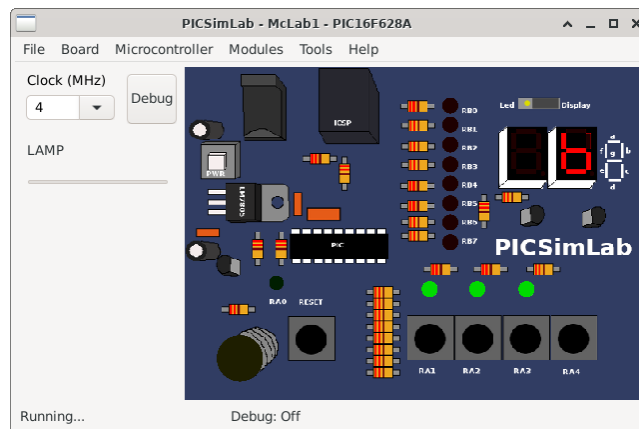 PICSimLab - McLab1 - PIC16F628A
File Board Microcontroller Modules Tools Help
Clock (MHz)
4
Debug
LAMP
ICSP
PWR
LM7805
PIC
RA0
RESET
RB0
RB1
RB2
RB3
RB4
RB5
RB6
RB7
Led
Display
a
f
b
g
e
c
d
PICSimLab
RA1
RA2
RA3
RA4
Running...
Debug: Off